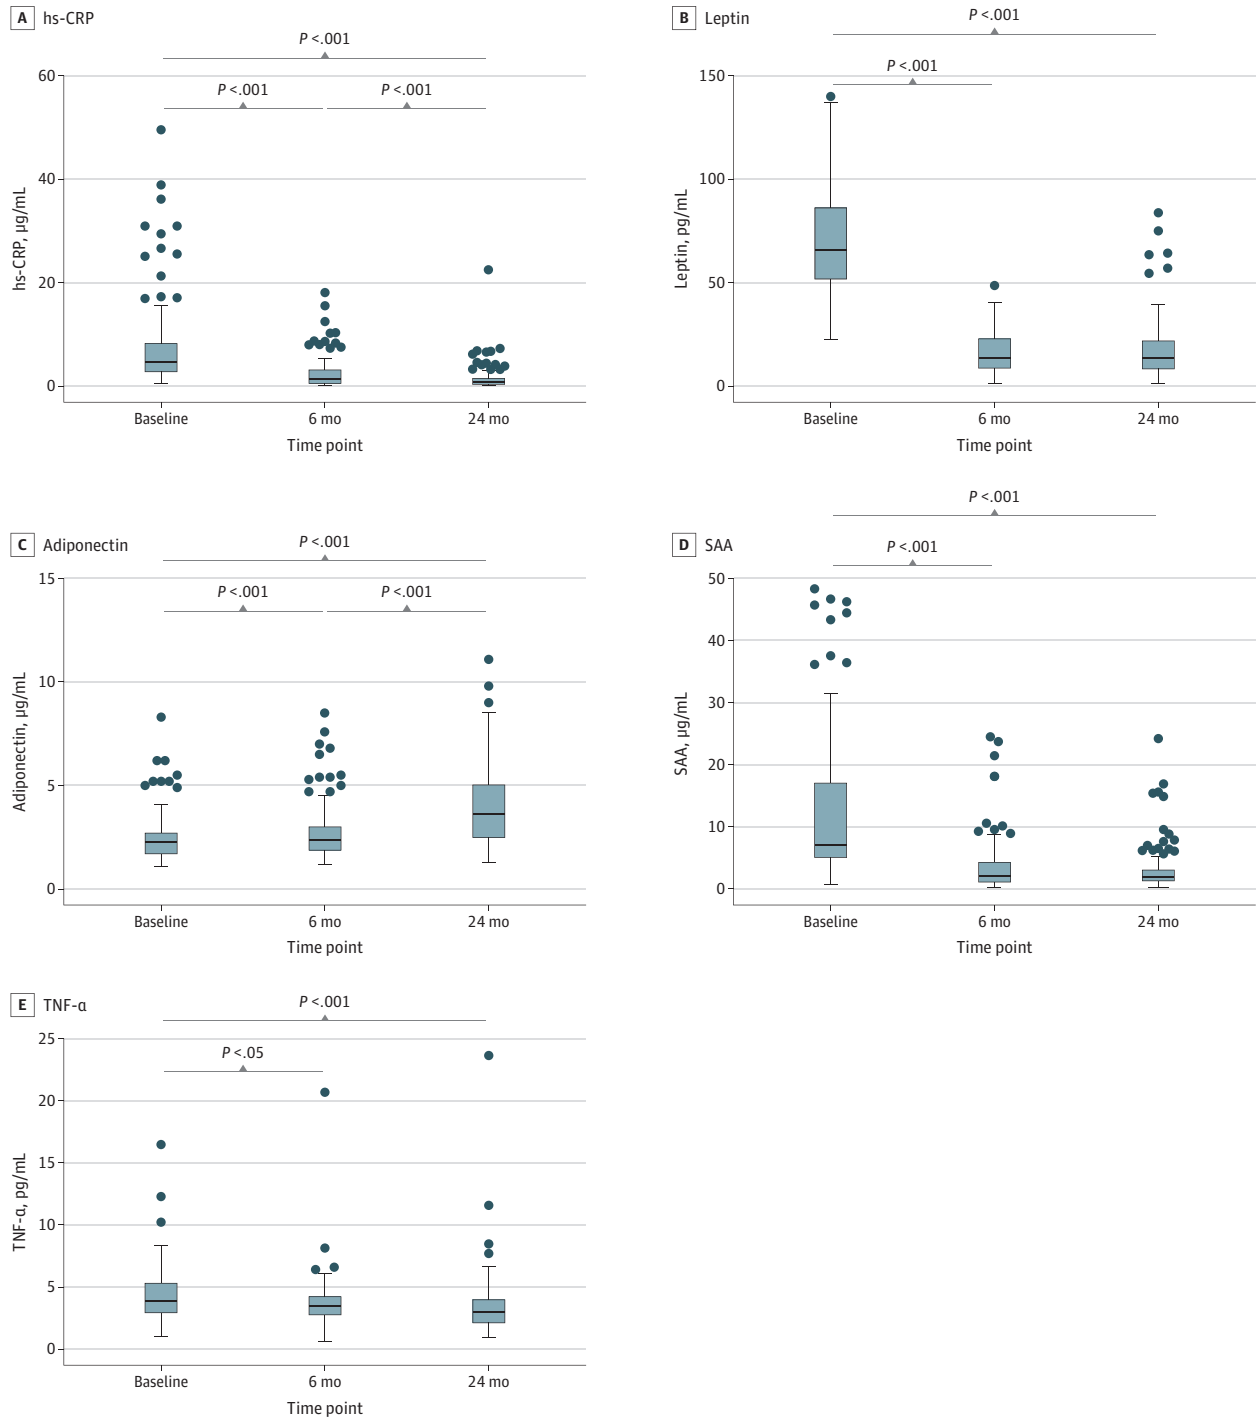 A hs-CRP
P <.001
P <.001 P <.001
60
40
20
0
hs-CRP, µg/mL
Baseline 6 mo 24 mo
Time point
B Leptin
P <.001
P <.001
150
100
50
0
Leptin, pg/mL
Baseline 6 mo 24 mo
Time point
C Adiponectin
P <.001
P <.001 P <.001
15
10
5
0
Adiponectin, µg/mL
Baseline 6 mo 24 mo
Time point
D SAA
P <.001
P <.001
50
40
30
20
10
0
SAA, µg/mL
Baseline 6 mo 24 mo
Time point
E TNF-α
P <.001
P <.05
25
20
15
10
5
0
TNF-α, pg/mL
Baseline 6 mo 24 mo
Time point